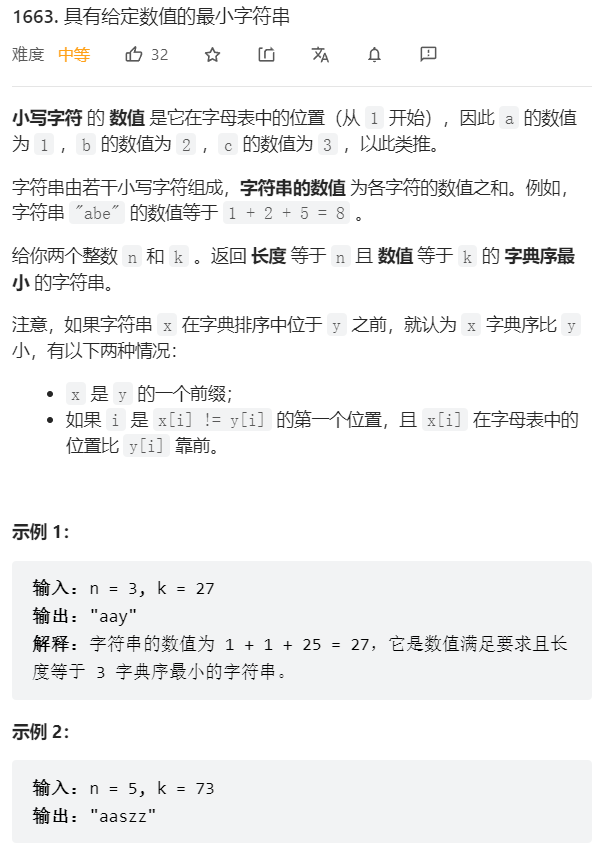 1663. 具有给定数值的最小字符串
难度 中等 32
小写字符 的 数值 是它在字母表中的位置（从 1 开始），因此 a 的数值
为 1 ，b 的数值为 2 ，c 的数值为 3 ，以此类推。
字符串由若干小写字符组成，字符串的数值 为各字符的数值之和。例如，
字符串 "abe" 的数值等于 1 + 2 + 5 = 8 。
给你两个整数 n 和 k 。返回 长度 等于 n 且 数值 等于 k 的 字典序最
小 的字符串。
注意，如果字符串 x 在字典排序中位于 y 之前，就认为 x 字典序比 y
小，有以下两种情况：
• x 是 y 的一个前缀；
• 如果 i 是 x[i] != y[i] 的第一个位置，且 x[i] 在字母表中的
位置比 y[i] 靠前。
示例 1：
输入：n = 3, k = 27
输出："aay"
解释：字符串的数值为 1 + 1 + 25 = 27，它是数值满足要求且长
度等于 3 字典序最小的字符串。
示例 2：
输入：n = 5, k = 73
输出："aaszz"